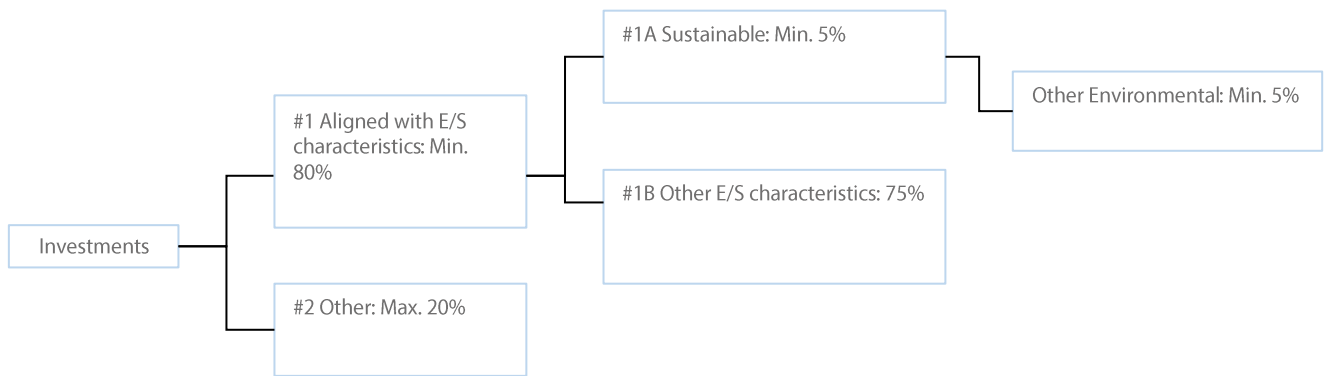 #1A Sustainable: Min. 5%
Other Environmental: Min. 5%
#1 Aligned with E/S
characteristics: Min.
80%
#1B Other E/S characteristics: 75%
Investments
#2 Other: Max. 20%